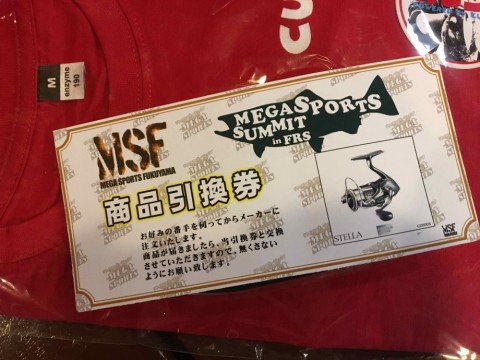 M
enzyme
190
CU
MEGASPORTS
SUMMIT
in FRS
MSF
MEGA SPORTS FUKUYAMA
商品引換券
お好みの番手を伺ってからメーカーに
注文いたします。
商品が届きましたら、当引換券と交換
させていただきますので、無くさない
ようにお願い致します。
STELLA
MSF